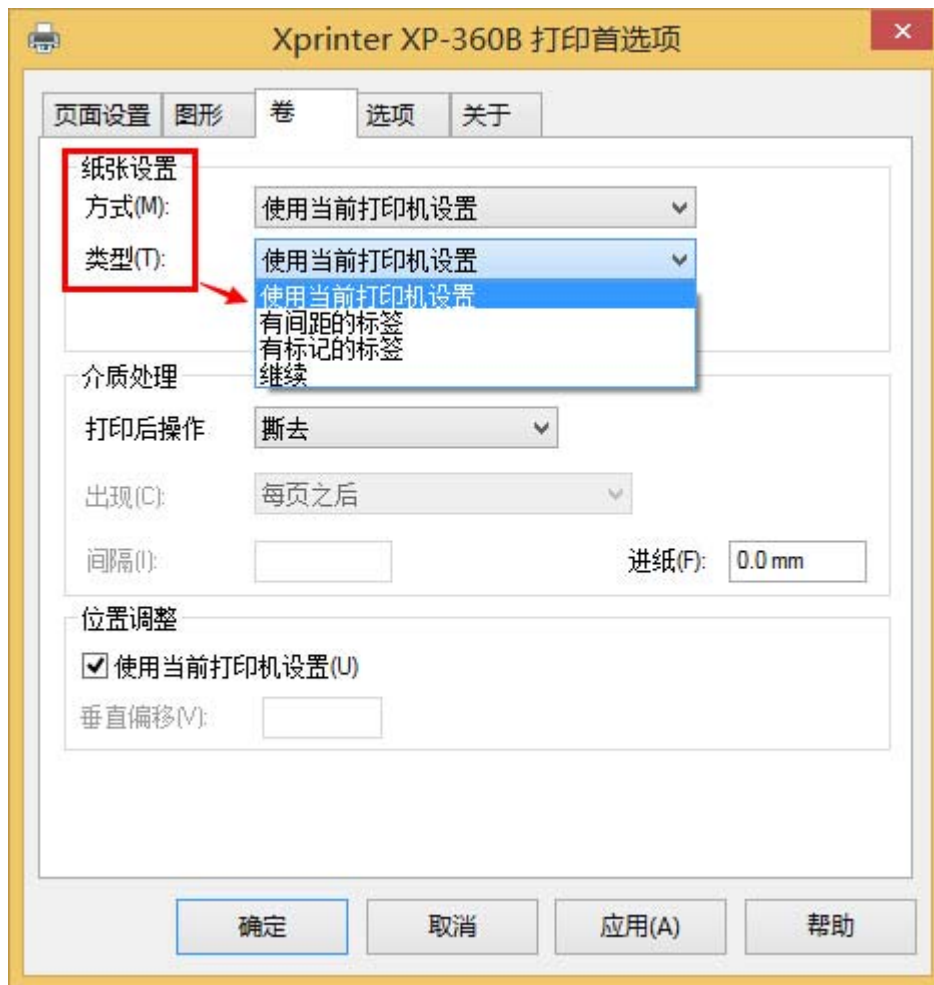 Xprinter XP-360B 打印首选项
页面设置 图形 卷 选项 关于
纸张设置
方式(M): 使用当前打印机设置
类型(T): 使用当前打印机设置
使用当前打印机设置
有间距的标签
有标记的标签
继续
介质处理
打印后操作 撕去
出现(C): 每页之后
间隔(I): 进纸(F): 0.0 mm
位置调整
使用当前打印机设置(U)
垂直偏移(V):
确定 取消 应用(A) 帮助